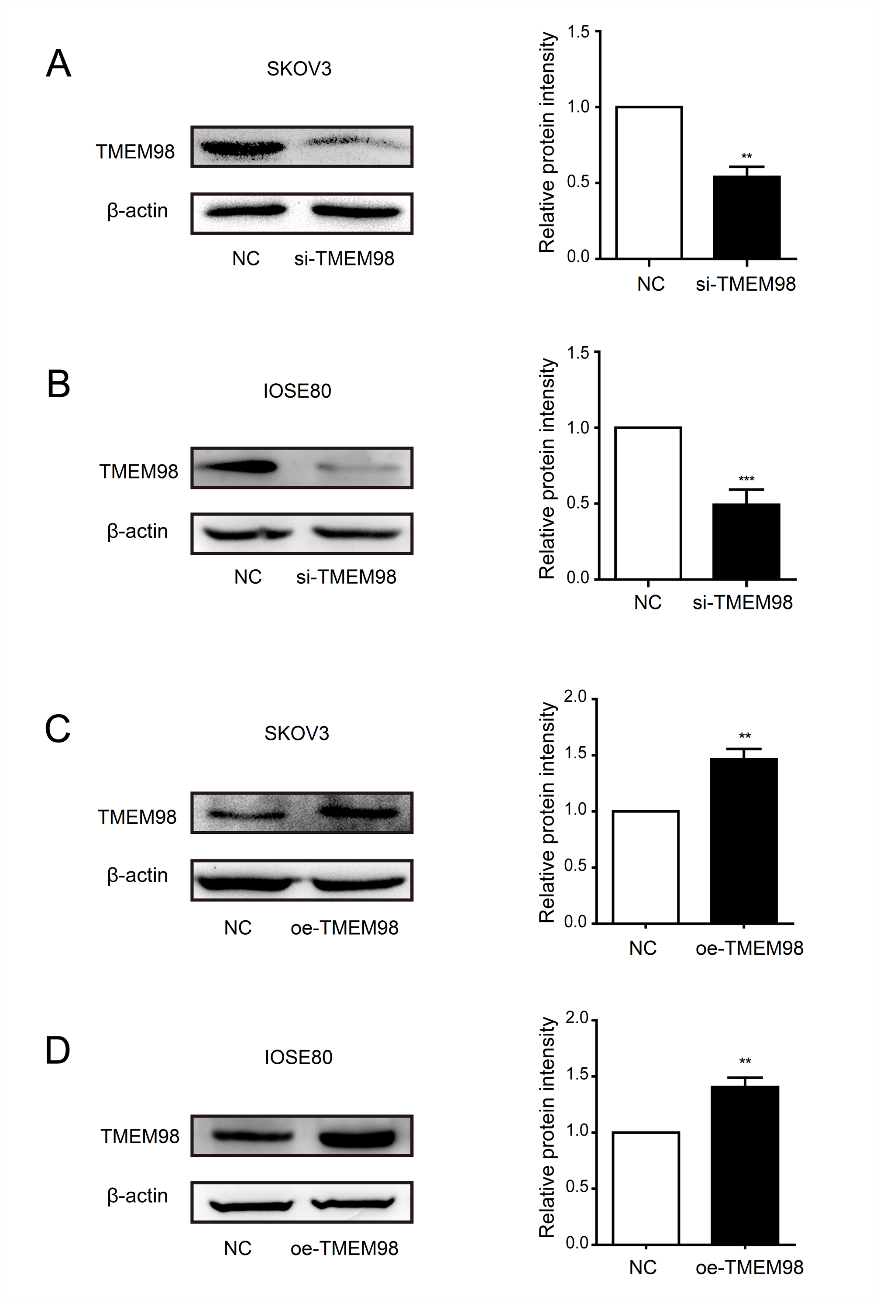 A
SKOV3
TMEM98
β-actin
NC si-TMEM98
Relative protein intensity
1.5
1.0
0.5
0.0
**
NC si-TMEM98
B
IOSE80
TMEM98
β-actin
NC si-TMEM98
Relative protein intensity
1.5
1.0
0.5
0.0
***
NC si-TMEM98
C
SKOV3
TMEM98
β-actin
NC oe-TMEM98
Relative protein intensity
2.0
1.5
1.0
0.5
0.0
**
NC oe-TMEM98
D
IOSE80
TMEM98
β-actin
NC oe-TMEM98
Relative protein intensity
2.0
1.5
1.0
0.5
0.0
**
NC oe-TMEM98